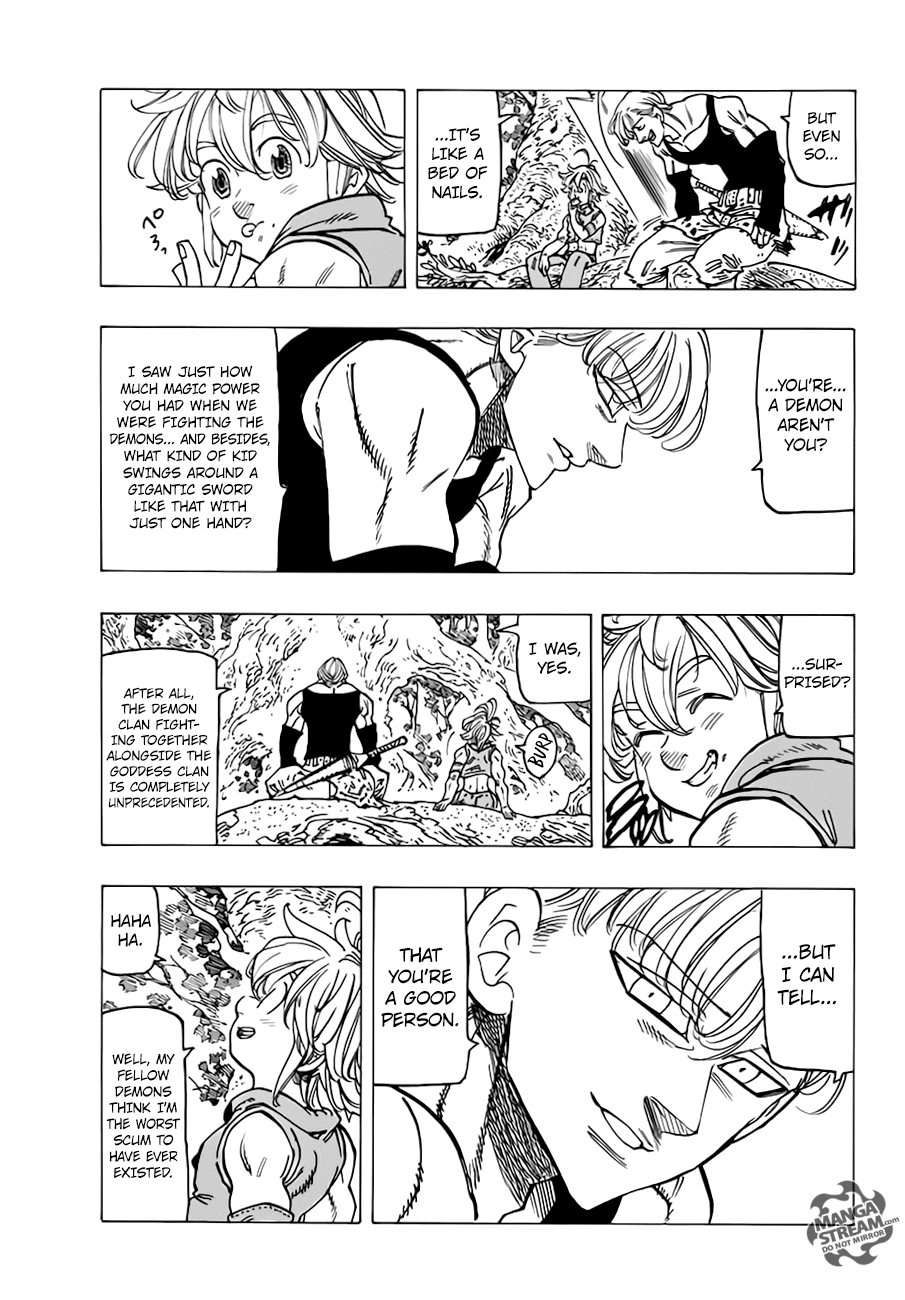 BUT
EVEN
SO...
...IT'S
LIKE A
BED OF
NAILS.
ペロ
...YOU'RE...
A DEMON
AREN'T
YOU?
I SAW JUST HOW
MUCH MAGIC POWER
YOU HAD WHEN WE
WERE FIGHTING THE
DEMONS... AND BESIDES,
WHAT KIND OF KID
SWINGS AROUND A
GIGANTIC SWORD
LIKE THAT WITH
JUST ONE HAND?
...SUR-
PRISED?
I WAS,
YES.
BURP
AFTER ALL,
THE DEMON
CLAN FIGHT-
ING TOGETHER
ALONGSIDE THE
GODDESS CLAN
IS COMPLETELY
UNPRECEDENTED.
...BUT
I CAN
TELL...
THAT
YOU'RE
A GOOD
PERSON.
HAHA
HA.
WELL, MY
FELLOW
DEMONS
THINK I'M
THE WORST
SCUM TO
HAVE EVER
EXISTED.
MANGA
STREAM.com
DO NOT MIRROR